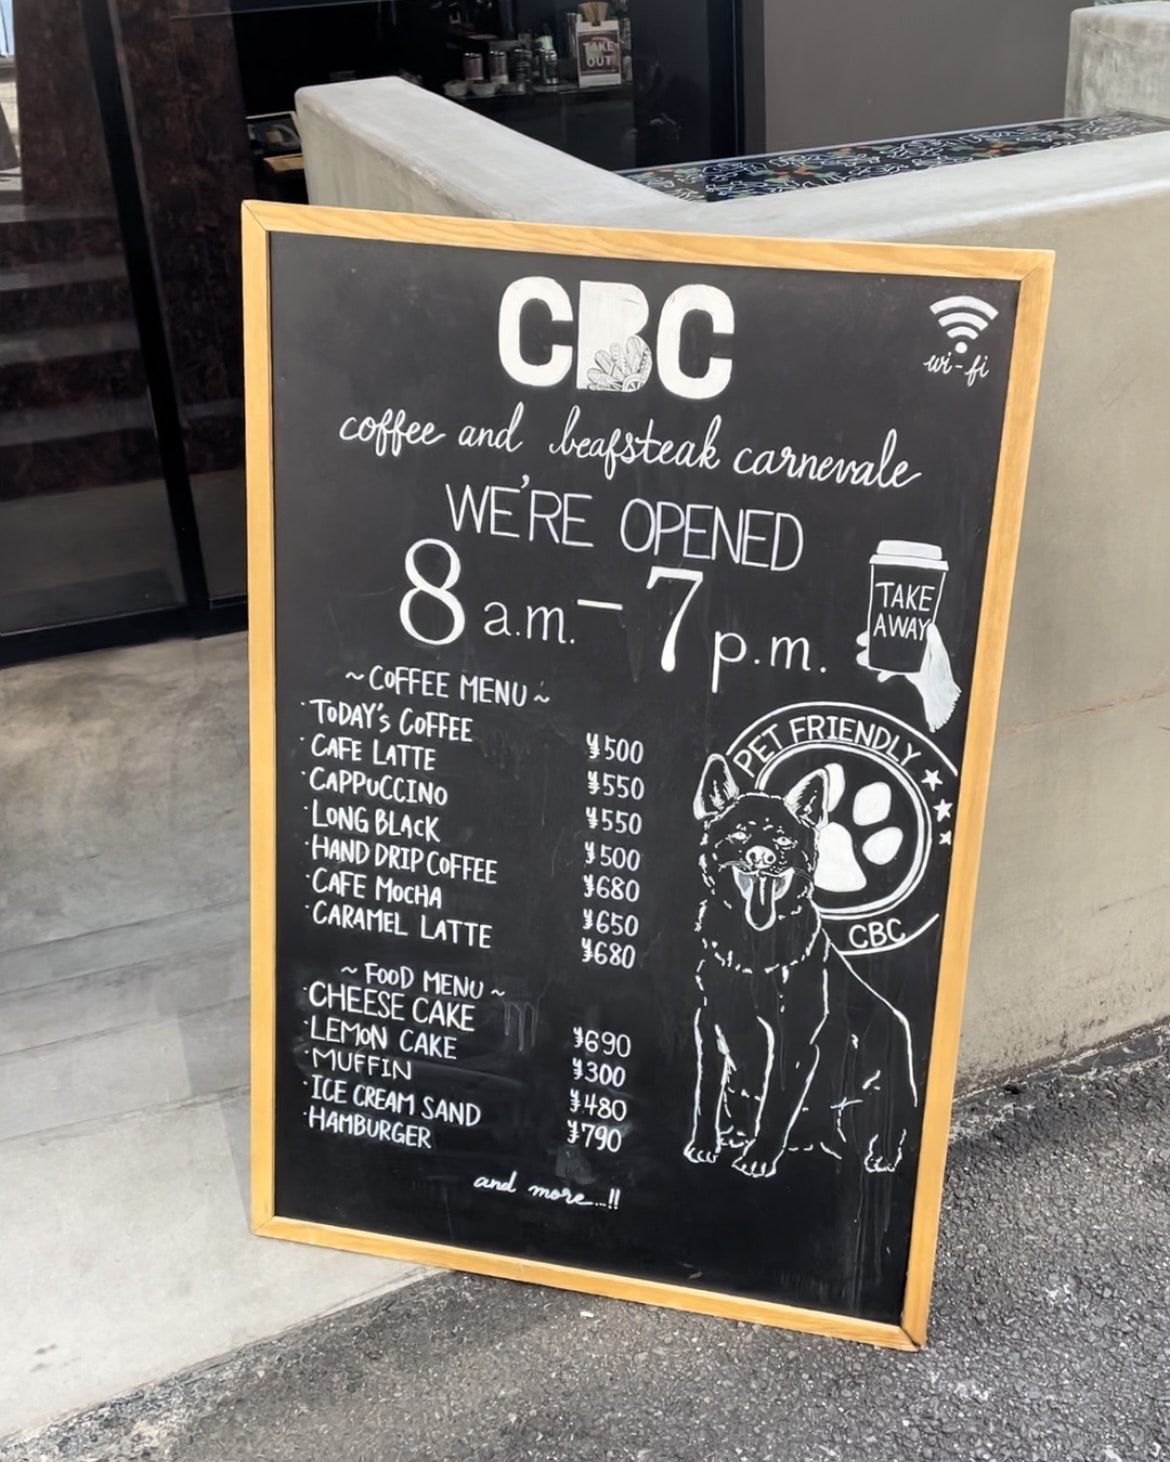 TAKE
OUT
CBC
wi-fi
coffee and beafsteak carnevale
WE'RE OPENED
8 a.m. – 7 p.m.
TAKE
AWAY
~ COFFEE MENU ~
· TODAY'S COFFEE ¥500
· CAFE LATTE ¥550
· CAPPUCCINO ¥550
· LONG BLACK ¥500
· HAND DRIP COFFEE ¥680
· CAFE MOCHA ¥650
· CARAMEL LATTE ¥680
PET FRIENDLY
CBC
~ FOOD MENU ~
· CHEESE CAKE ¥690
· LEMON CAKE ¥300
· MUFFIN ¥480
· ICE CREAM SAND ¥790
· HAMBURGER
and more...!!